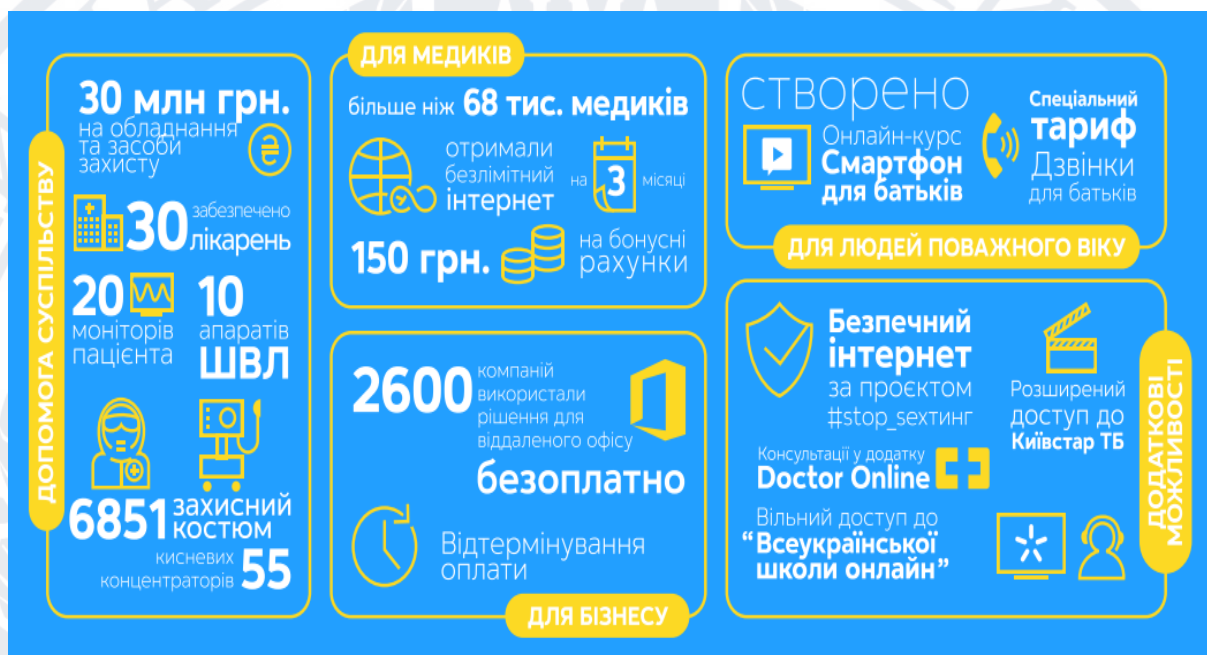 ДОПОМОГА СУСПІЛЬСТВУ
30 млн грн.
на обладнання
та засоби
захисту
₴
забезпечено
30 лікарень
20
моніторів
пацієнта
10
апаратів
ШВЛ
6851 захисний
костюм
кисневих
концентраторів 55
ДЛЯ МЕДИКІВ
більше ніж 68 тис. медиків
отримали
безлімітний
інтернет
на 3 місяці
150 грн.
на бонусні
рахунки
2600
компаній
використали
рішення для
віддаленого офісу
безоплатно
Відтермінування
оплати
ДЛЯ БІЗНЕСУ
створено
Онлайн-курс
Смартфон
для батьків
Спеціальний
тариф
Дзвінки
для батьків
ДЛЯ ЛЮДЕЙ ПОВАЖНОГО ВІКУ
Безпечний
інтернет
за проєктом
#stop_sexтинг
Розширений
доступ до
Київстар ТБ
Консультації у додатку
Doctor Online
Вільний доступ до
“Всеукраїнської
школи онлайн”
ДОДАТКОВІ
МОЖЛИВОСТІ